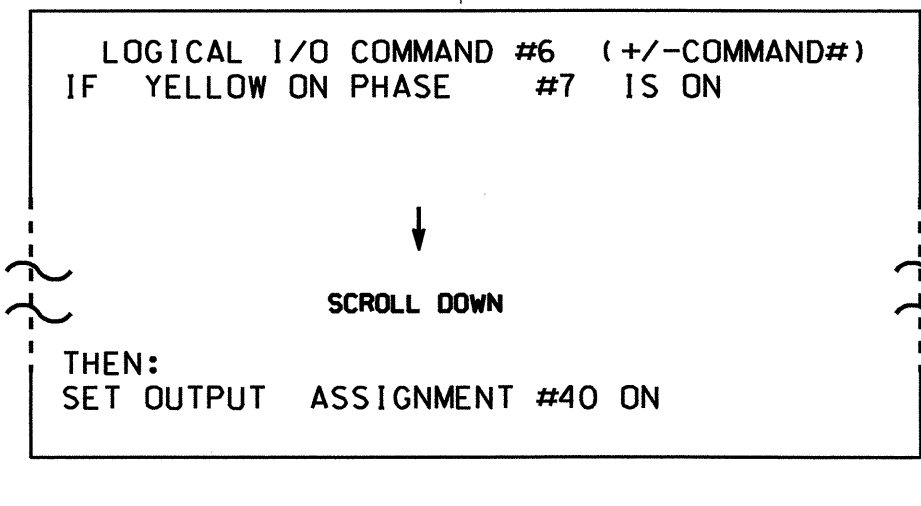 LOGICAL I/O COMMAND #6 (+/-COMMAND#)
IF YELLOW ON PHASE #7 IS ON
SCROLL DOWN
THEN:
SET OUTPUT ASSIGNMENT #40 ON